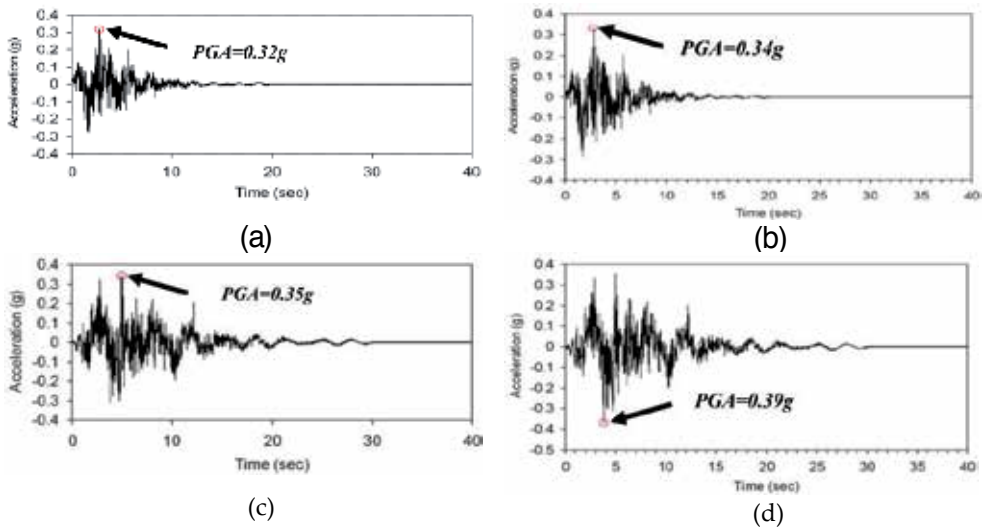 0.4
0.3
0.2
0.1
0
-0.1
-0.2
-0.3
-0.4
Acceleration (g)
PGA=0.32g
0 10 20 30 40
Time (sec)
(a)
0.4
0.3
0.2
0.1
0
-0.1
-0.2
-0.3
-0.4
Acceleration (g)
PGA=0.34g
0 5 10 15 20 25 30 35 40
Time (sec)
(b)
0.4
0.3
0.2
0.1
0
-0.1
-0.2
-0.3
-0.4
Acceleration (g)
PGA=0.35g
0 10 20 30 40
Time (sec)
(c)
0.4
0.3
0.2
0.1
0
-0.1
-0.2
-0.3
-0.4
-0.5
Acceleration (g)
PGA=0.39g
0 5 10 15 20 25 30 35 40
Time (sec)
(d)